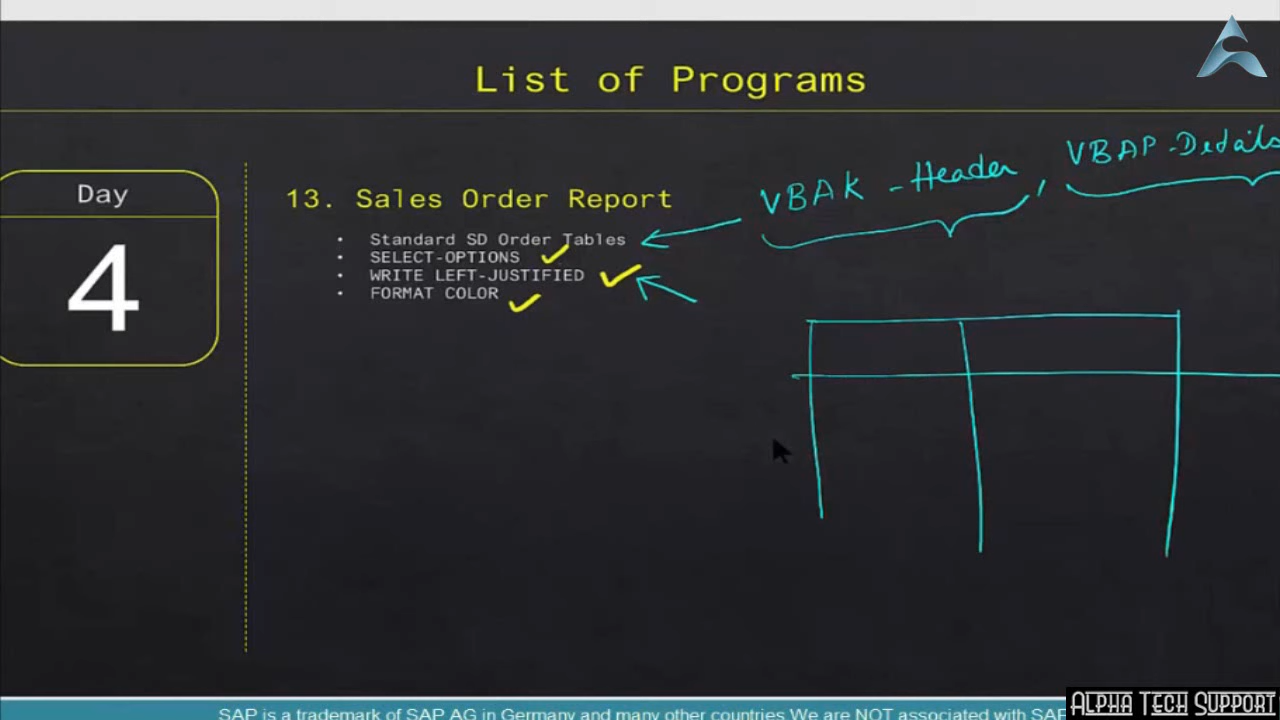 List of Programs
Day
4
13. Sales Order Report
• Standard SD Order Tables
• SELECT-OPTIONS
• WRITE LEFT-JUSTIFIED
• FORMAT COLOR
VBAK - Header, VBAP - Details
SAP is a trademark of SAP AG in Germany and many other countries We are NOT associated with SAP
ALPHA TECH SUPPORT